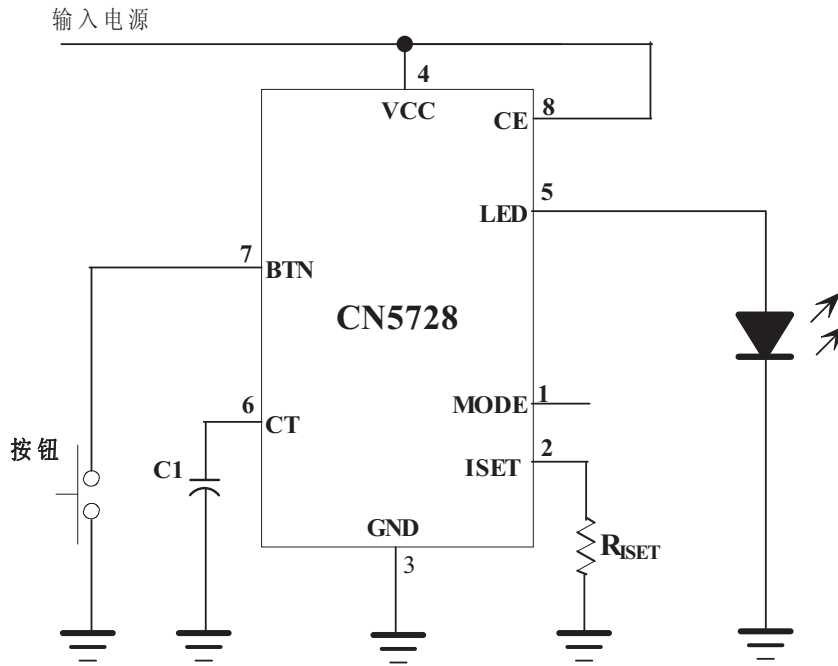 输入电源
4
VCC
CE
8
LED
5
7
BTN
CN5728
6
CT
MODE
1
按钮
C1
ISET
2
GND
3
RISET